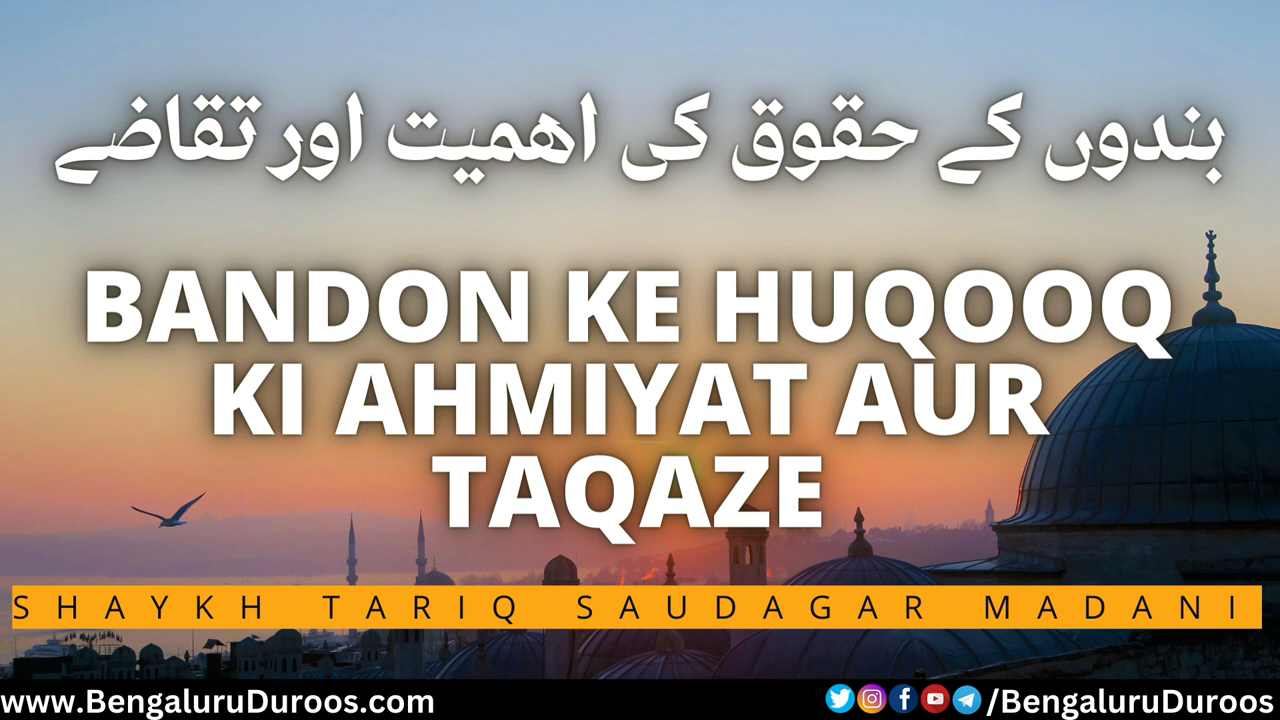 بندوں کے حقوق کی اھمیت اور تقاضے
BANDON KE HUQOOQ
KI AHMIYAT AUR
TAQAZE
SHAYKH TARIQ SAUDAGAR MADANI
www.BengaluruDuroos.com
/BengaluruDuroos